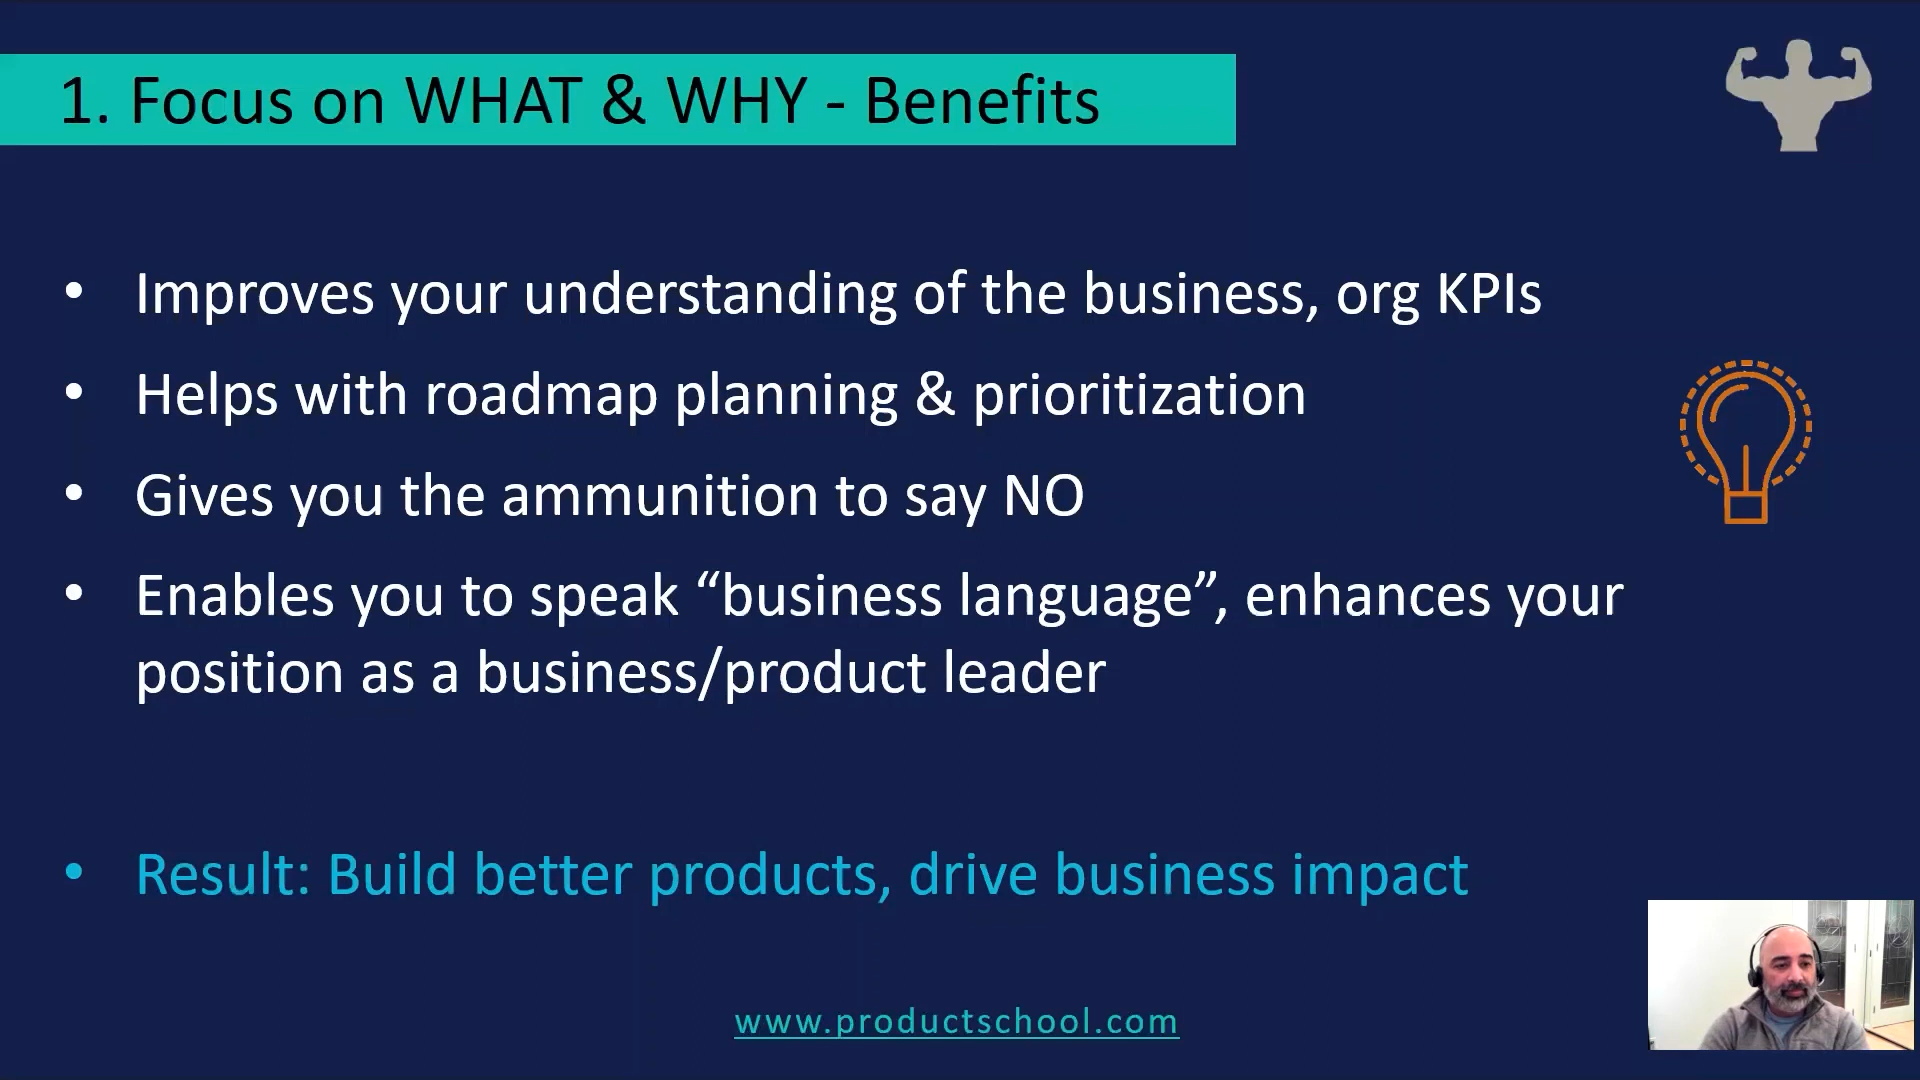 1. Focus on WHAT & WHY - Benefits
• Improves your understanding of the business, org KPIs
• Helps with roadmap planning & prioritization
• Gives you the ammunition to say NO
• Enables you to speak “business language”, enhances your
position as a business/product leader
• Result: Build better products, drive business impact
www.productschool.com